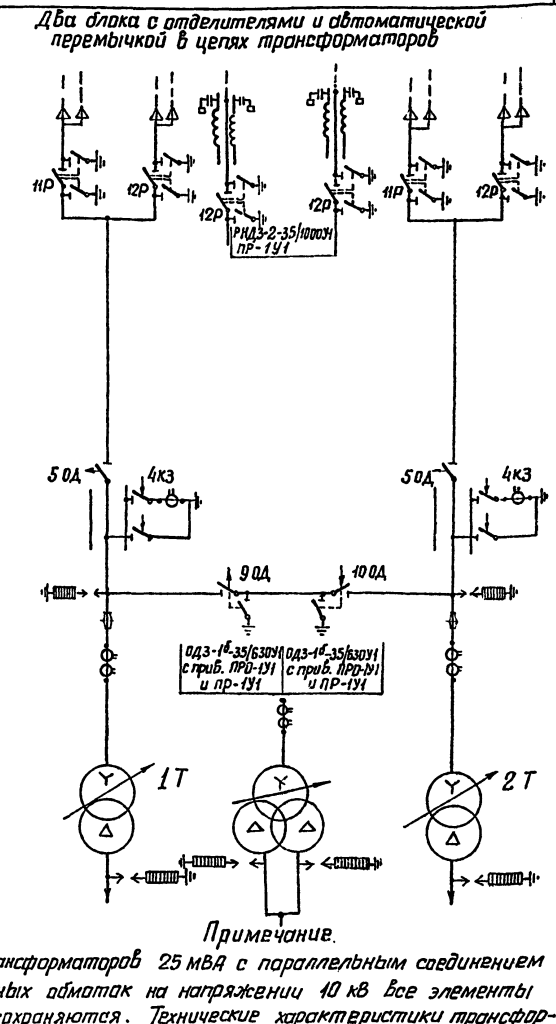 Два блока с отделителями и автоматической
перемычкой в цепях трансформаторов
11Р
12Р
12Р
12Р
11Р
12Р
РНДЗ-2-35/1000У1
ПР-1У1
5 ОД
4КЗ
5 ОД
4КЗ
9 ОД
10 ОД
ОДЗ-1б-35/630У1
с прив. ПРО-1У1
и ПР-1У1
ОДЗ-1б-35/630У1
с прив. ПРО-1У1
и ПР-1У1
1Т
2Т
Примечание.
ансформаторов 25 МВА с параллельным соединением
ных обмоток на напряжении 10 кВ все элементы
сохраняются. Технические характеристики трансфор-